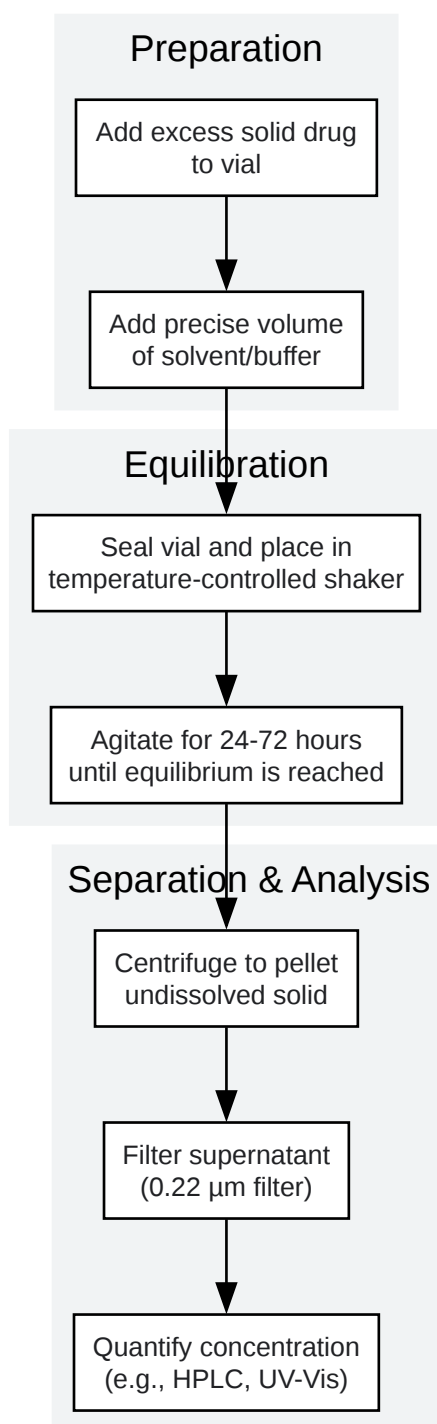 Preparation
Add excess solid drug
to vial
Add precise volume
of solvent/buffer
Equilibration
Seal vial and place in
temperature-controlled shaker
Agitate for 24-72 hours
until equilibrium is reached
Separation & Analysis
Centrifuge to pellet
undissolved solid
Filter supernatant
(0.22 µm filter)
Quantify concentration
(e.g., HPLC, UV-Vis)